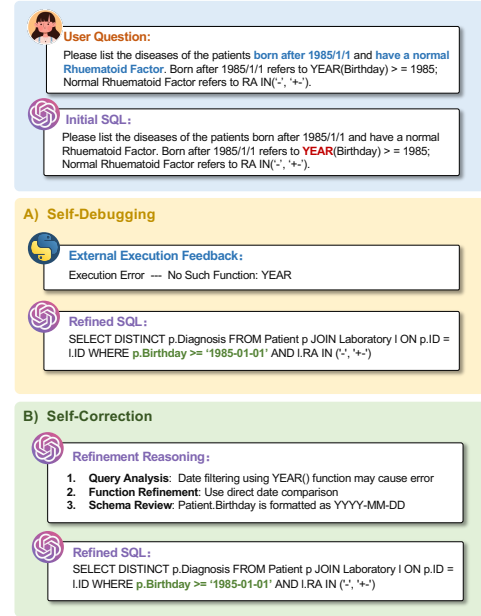 User Question:
Please list the diseases of the patients born after 1985/1/1 and have a normal
Rhuematoid Factor. Born after 1985/1/1 refers to YEAR(Birthday) > = 1985;
Normal Rhuematoid Factor refers to RA IN('-', '+-').
Initial SQL:
Please list the diseases of the patients born after 1985/1/1 and have a normal
Rhuematoid Factor. Born after 1985/1/1 refers to YEAR(Birthday) > = 1985;
Normal Rhuematoid Factor refers to RA IN('-', '+-').
A) Self-Debugging
External Execution Feedback:
Execution Error --- No Such Function: YEAR
Refined SQL:
SELECT DISTINCT p.Diagnosis FROM Patient p JOIN Laboratory l ON p.ID =
l.ID WHERE p.Birthday >= ‘1985-01-01’ AND l.RA IN ('-', '+-')
B) Self-Correction
Refinement Reasoning:
1. Query Analysis: Date filtering using YEAR() function may cause error
2. Function Refinement: Use direct date comparison
3. Schema Review: Patient.Birthday is formatted as YYYY-MM-DD
Refined SQL:
SELECT DISTINCT p.Diagnosis FROM Patient p JOIN Laboratory l ON p.ID =
l.ID WHERE p.Birthday >= ‘1985-01-01’ AND l.RA IN ('-', '+-')